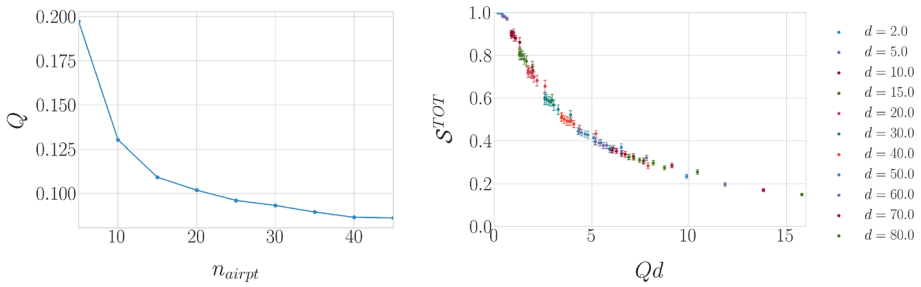 0.200
0.175
0.150
0.125
0.100
Q
10
20
30
40
n_{airpt}
1.0
0.8
0.6
0.4
0.2
0.0
S^{TOT}
0
5
10
15
Qd
d = 2.0
d = 5.0
d = 10.0
d = 15.0
d = 20.0
d = 30.0
d = 40.0
d = 50.0
d = 60.0
d = 70.0
d = 80.0